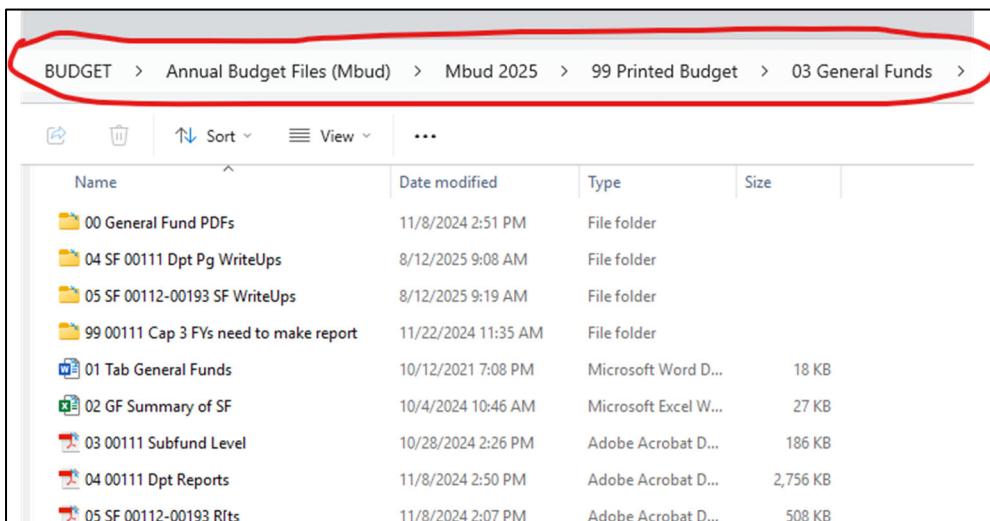 BUDGET > Annual Budget Files (Mbud) > Mbud 2025 > 99 Printed Budget > 03 General Funds >
Sort View ...
Name Date modified Type Size
00 General Fund PDFs 11/8/2024 2:51 PM File folder
04 SF 00111 Dpt Pg WriteUps 8/12/2025 9:08 AM File folder
05 SF 00112-00193 SF WriteUps 8/12/2025 9:19 AM File folder
99 00111 Cap 3 FYs need to make report 11/22/2024 11:35 AM File folder
01 Tab General Funds 10/12/2021 7:08 PM Microsoft Word D... 18 KB
02 GF Summary of SF 10/4/2024 10:46 AM Microsoft Excel W... 27 KB
03 00111 Subfund Level 10/28/2024 2:26 PM Adobe Acrobat D... 186 KB
04 00111 Dpt Reports 11/8/2024 2:50 PM Adobe Acrobat D... 2,756 KB
05 SF 00112-00193 R[ts 11/8/2024 2:07 PM Adobe Acrobat D... 508 KB